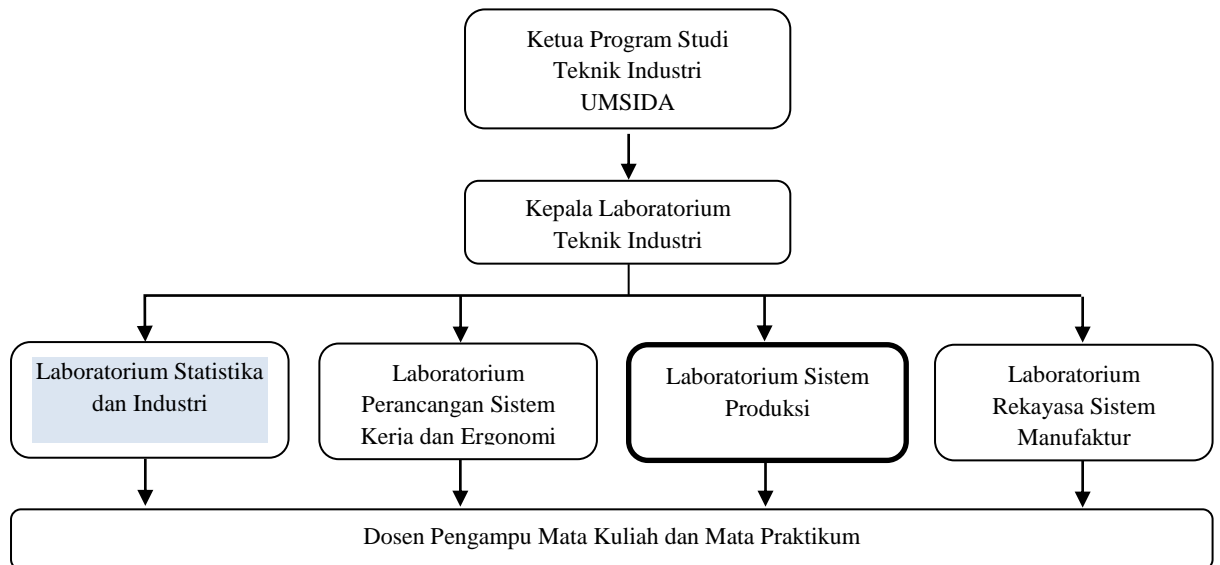 Ketua Program Studi
Teknik Industri
UMSIDA
Kepala Laboratorium
Teknik Industri
Laboratorium Statistika
dan Industri
Laboratorium
Perancangan Sistem
Kerja dan Ergonomi
Laboratorium Sistem
Produksi
Laboratorium
Rekayasa Sistem
Manufaktur
Dosen Pengampu Mata Kuliah dan Mata Praktikum